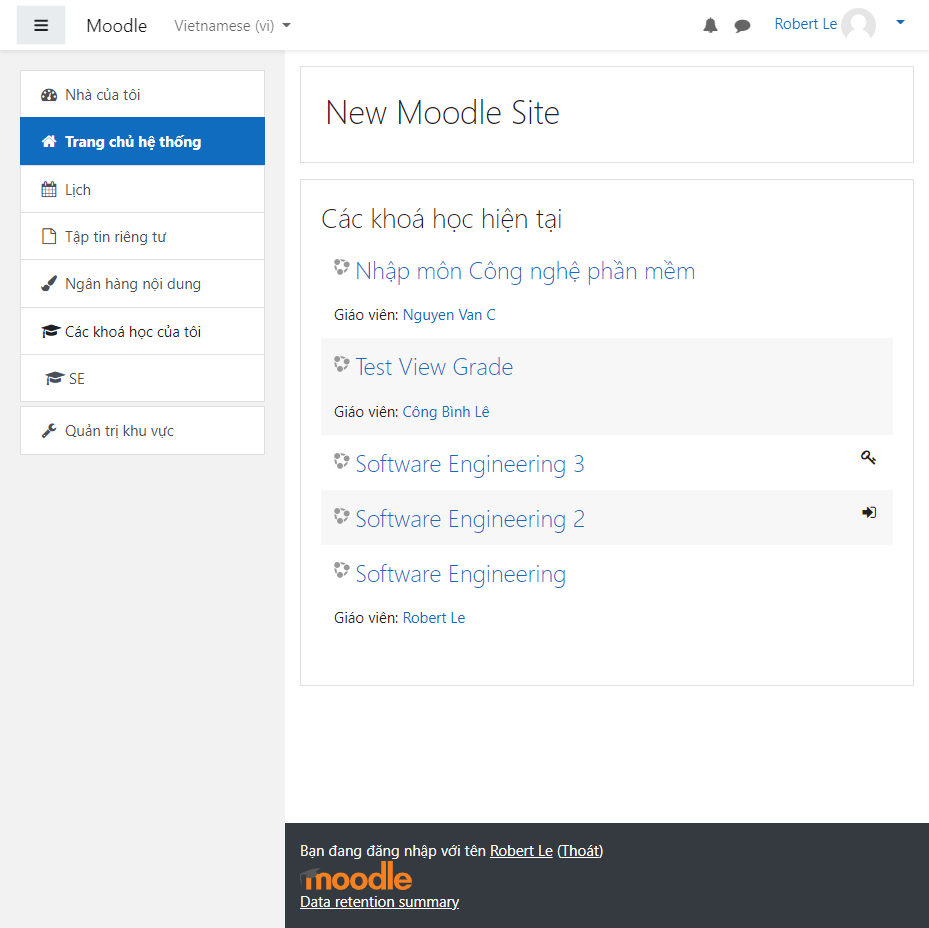 Moodle Vietnamese (vi) Robert Le
Nhà của tôi
Trang chủ hệ thống
Lịch
Tập tin riêng tư
Ngân hàng nội dung
Các khoá học của tôi
SE
Quản trị khu vực
New Moodle Site
Các khoá học hiện tại
Nhập môn Công nghệ phần mềm
Giáo viên: Nguyen Van C
Test View Grade
Giáo viên: Công Bình Lê
Software Engineering 3
Software Engineering 2
Software Engineering
Giáo viên: Robert Le
Bạn đang đăng nhập với tên Robert Le (Thoát)
moodle
Data retention summary